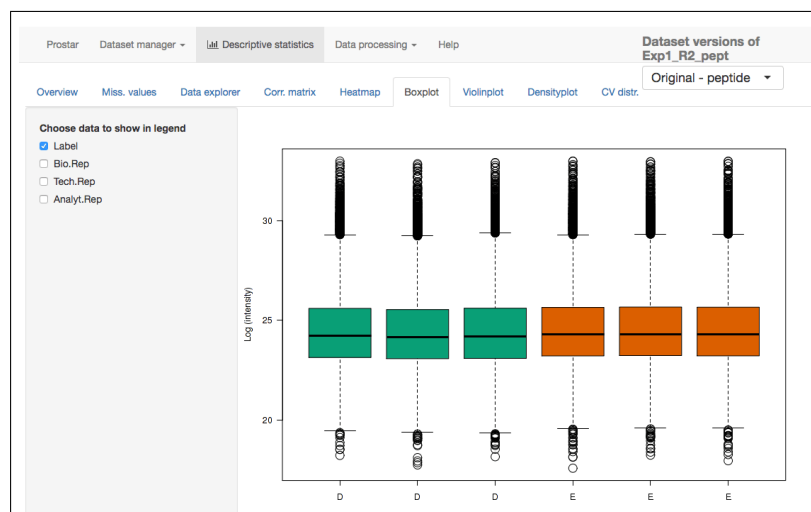 Prostar Dataset manager Descriptive statistics Data processing Help
Dataset versions of
Exp1_R2_pept
Original - peptide
Overview Miss. values Data explorer Corr. matrix Heatmap Boxplot Violinplot Densityplot CV distr.
Choose data to show in legend
Label
Bio.Rep
Tech.Rep
Analyt.Rep
Log (intensity)
30
25
20
D D D E E E